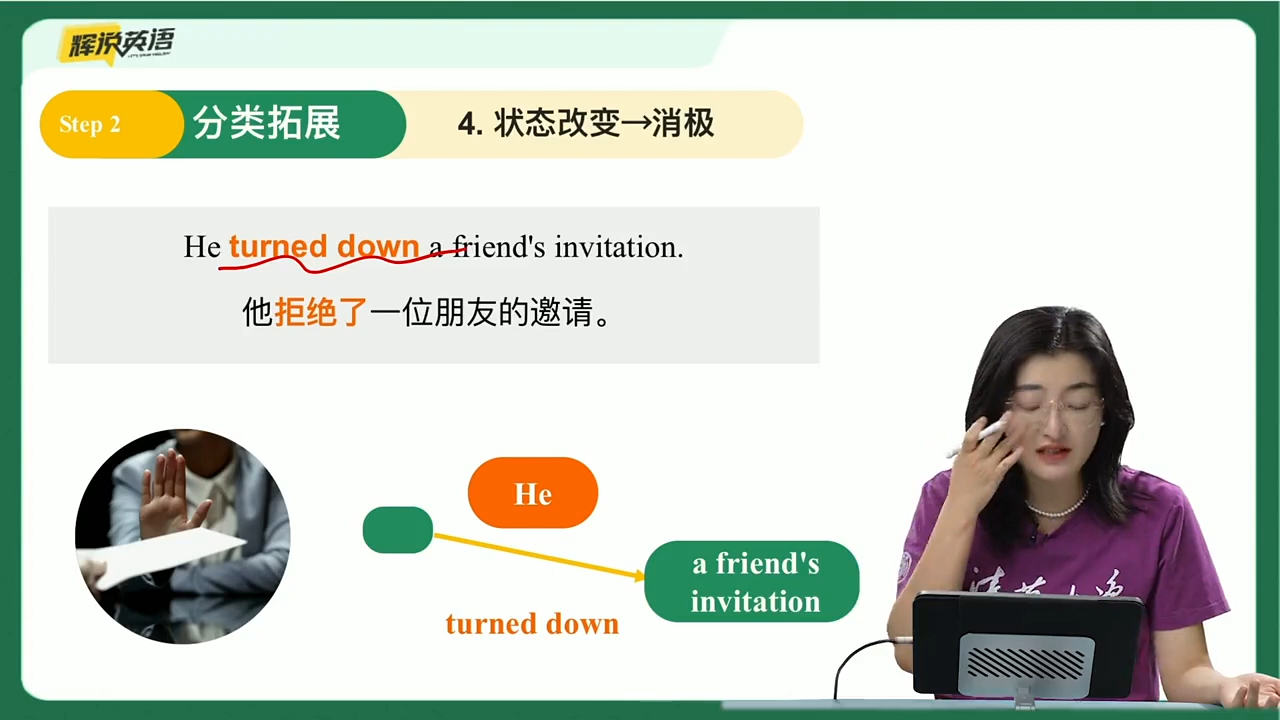 辉说英语
Step 2
分类拓展
4. 状态改变→消极
He turned down a friend's invitation.
他拒绝了一位朋友的邀请。
He
a friend's
invitation
turned down